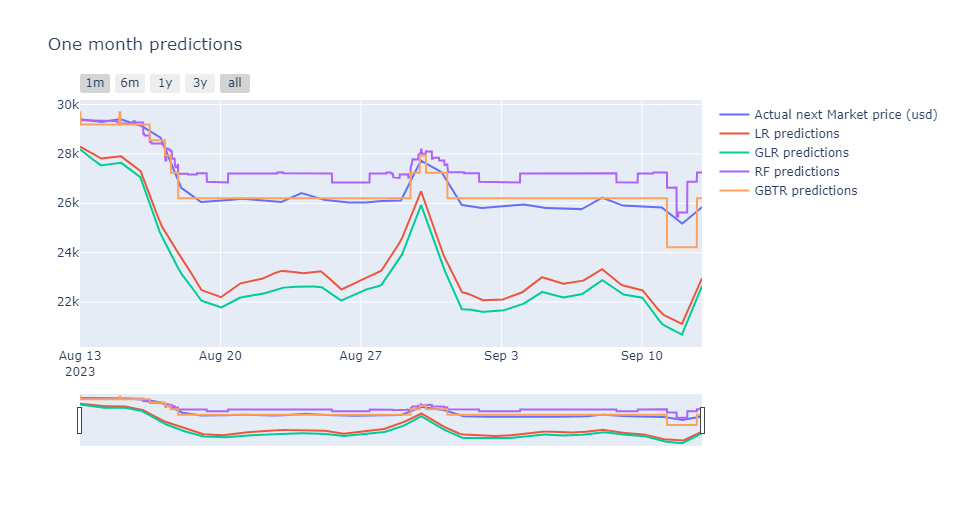 One month predictions
1m 6m 1y 3y all
30k
28k
26k
24k
22k
Aug 13 Aug 20 Aug 27 Sep 3 Sep 10
2023
Actual next Market price (usd)
LR predictions
GLR predictions
RF predictions
GBTR predictions